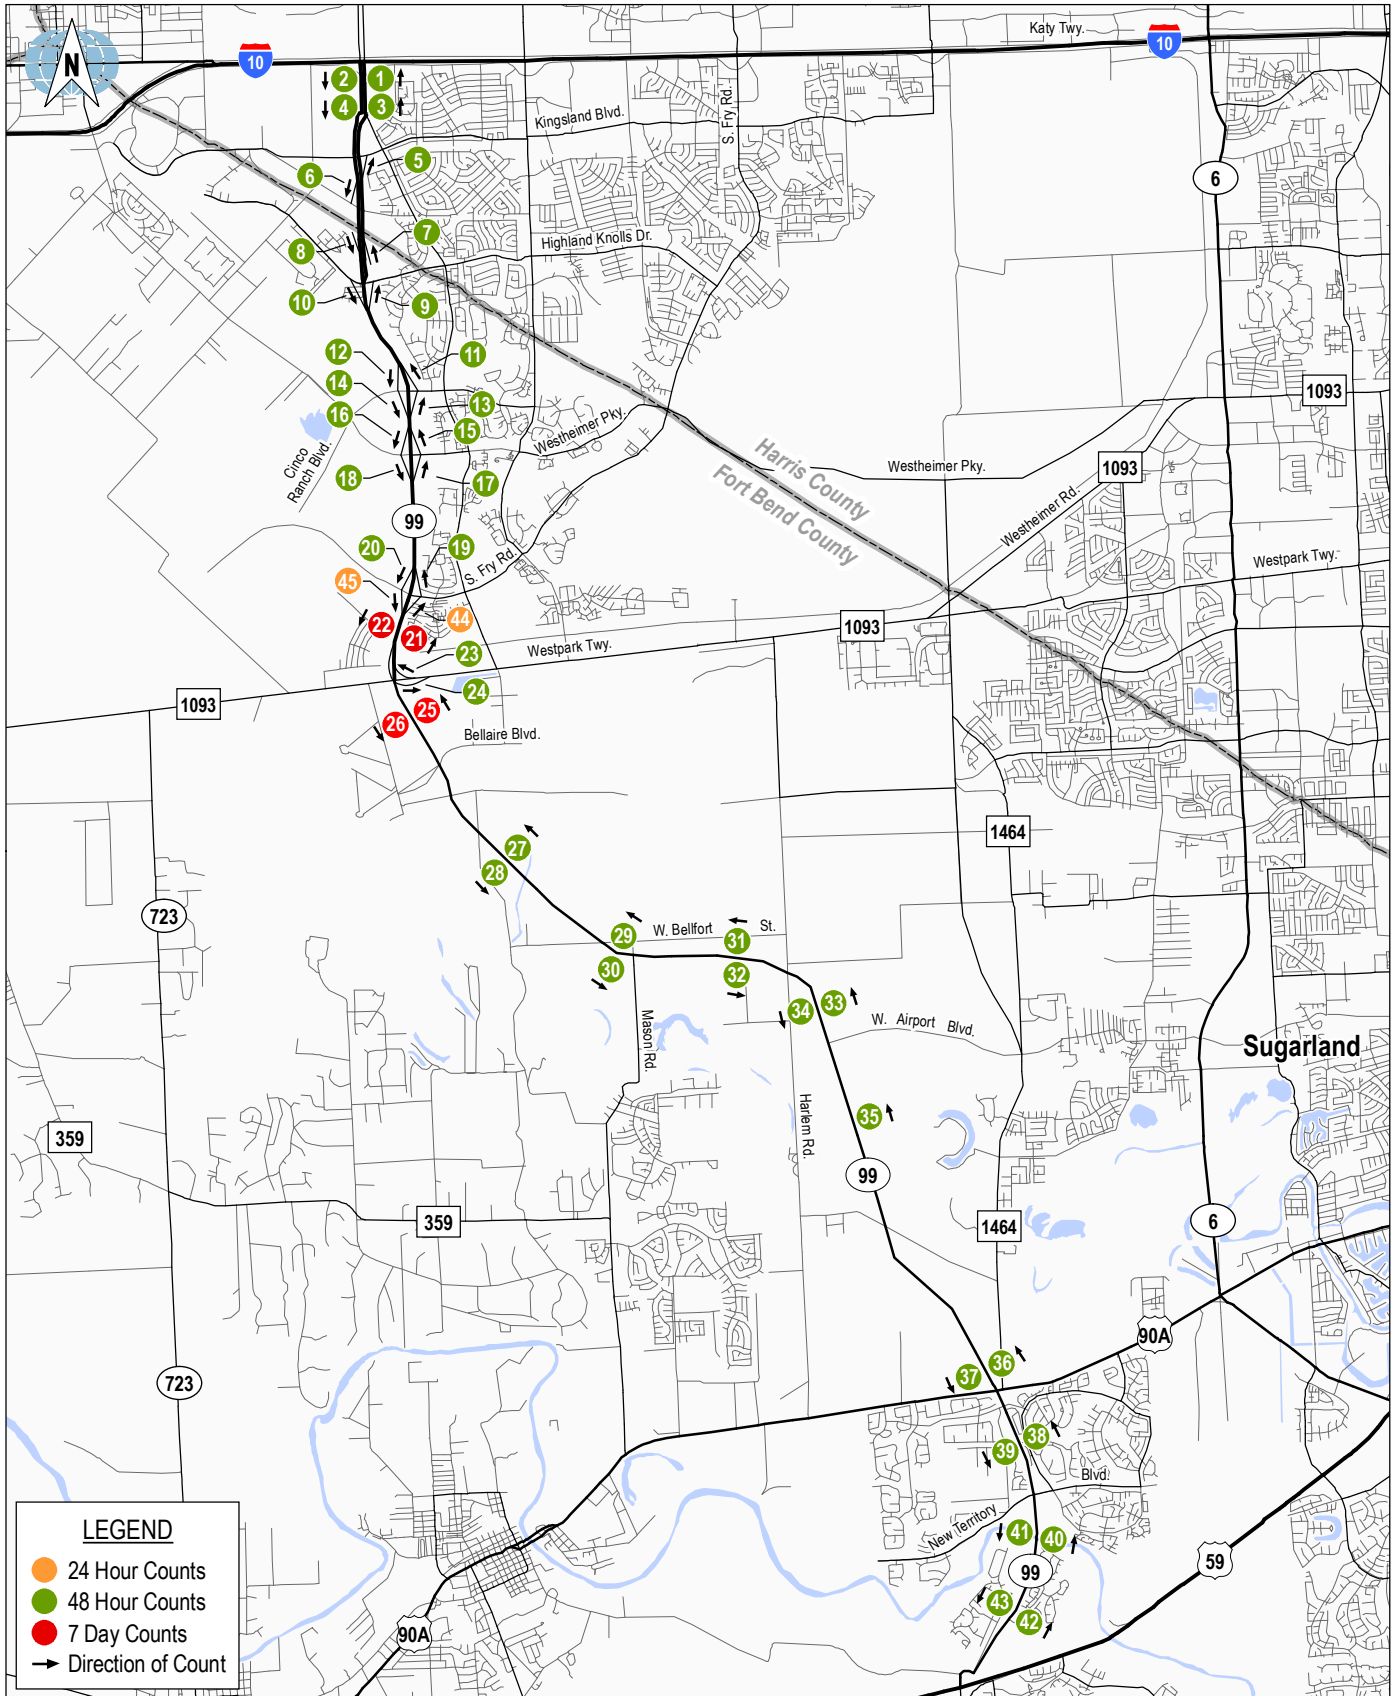 Katy Twy.
10
10
N
2
1
4
3
Kingsland Blvd.
S. Fry Rd.
5
6
6
7
8
Highland Knolls Dr.
10
9
12
11
14
13
16
15
1093
Westheimer Pky.
Cinco
Ranch Blvd.
18
17
Harris County
Fort Bend County
Westheimer Pky.
1093
Westheimer Rd.
99
20
19
S. Fry Rd.
Westpark Twy.
45
44
22
21
1093
Westpark Twy.
23
24
1093
26
25
Bellaire Blvd.
1464
27
28
723
29
W. Bellfort St.
31
30
32
34
33
Mason Rd.
W. Airport Blvd.
Sugarland
Harlem Rd.
35
359
99
359
1464
6
90A
36
37
723
38
39
Blvd.
New Territory
41
40
99
59
43
42
90A
LEGEND
24 Hour Counts
48 Hour Counts
7 Day Counts
Direction of Count